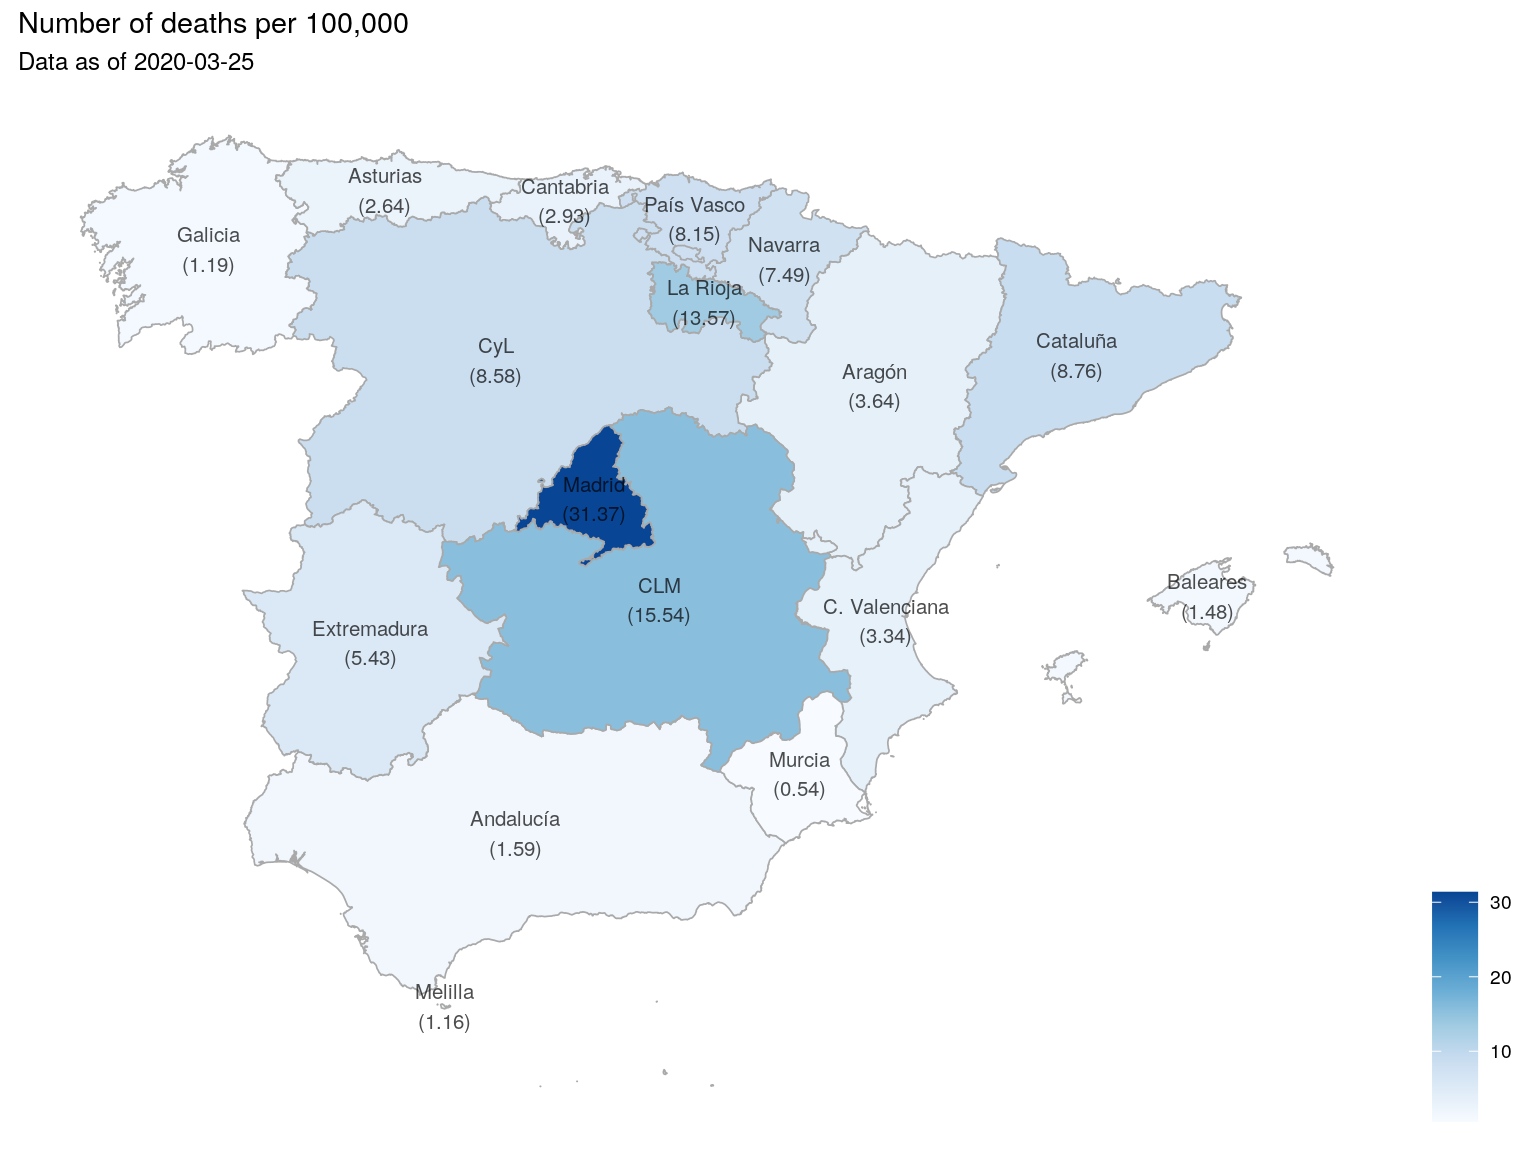 Number of deaths per 100,000
Data as of 2020-03-25
Asturias
(2.64)
Cantabria
(2.93)
País Vasco
(8.15)
Galicia
(1.19)
Navarra
(7.49)
La Rioja
(13.57)
CyL
(8.58)
Aragón
(3.64)
Cataluña
(8.76)
Madrid
(31.37)
CLM
(15.54)
C. Valenciana
(3.34)
Baleares
(1.48)
Extremadura
(5.43)
Murcia
(0.54)
Andalucía
(1.59)
Melilla
(1.16)
30
20
10